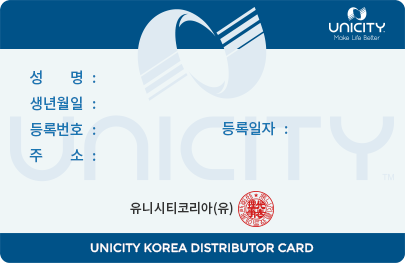 UNICITY
Make Life Better
성 명 :
생년월일 :
등록번호 : 등록일자 :
주 소 :
UNICITY TM
유니시티코리아(유)
UNICITY KOREA DISTRIBUTOR CARD